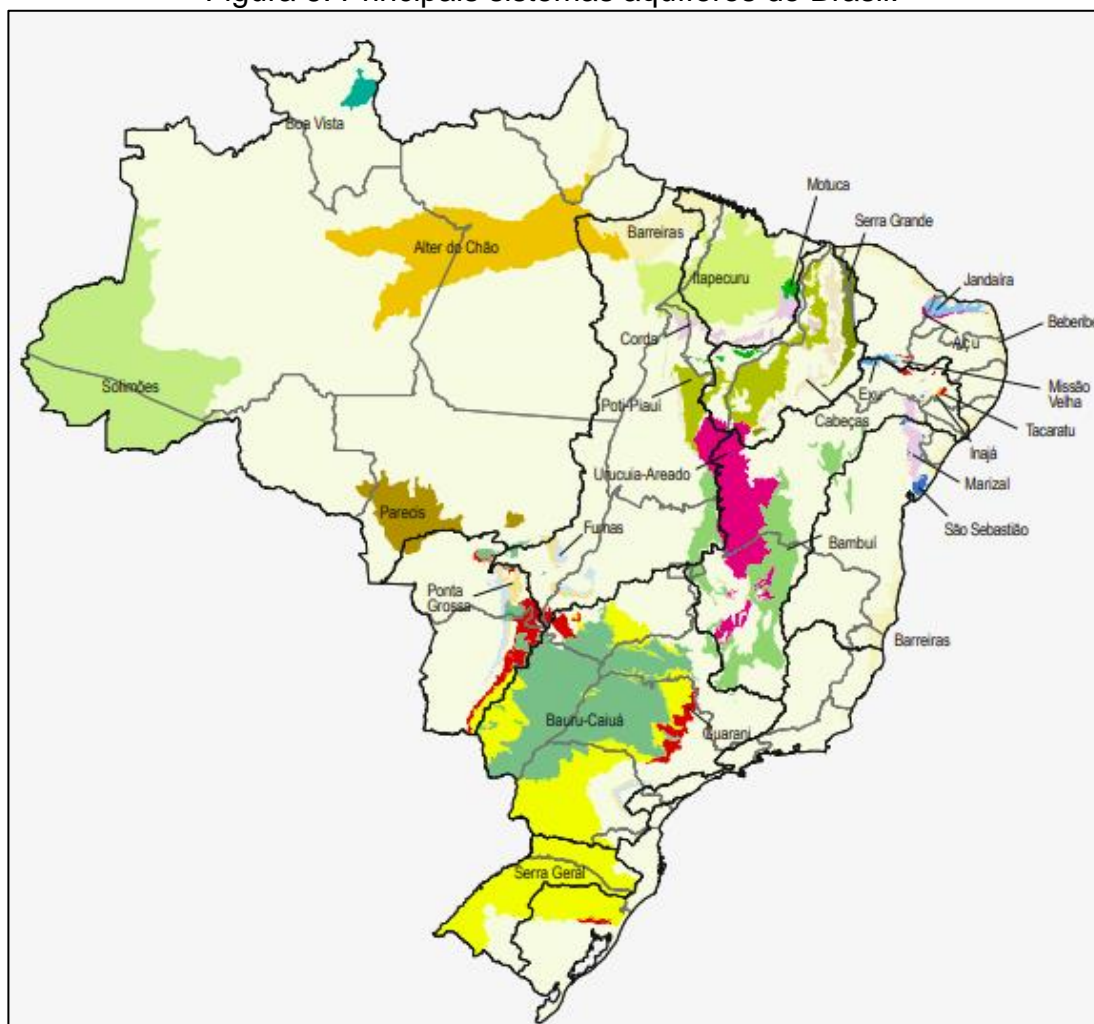 Figura 3: Principais sistemas aquíferos do Brasil.
Boa Vista
Motuca
Serra Grande
Alter do Chão
Barreiras
Itapecuru
Jandaíra
Beberibe
Corda
Açu
Solimões
Poti-Piauí
Exu
Missão
Velha
Cabeças
Tacaratu
Inajá
Urucuia-Areado
Marizal
Parecis
São Sebastião
Furnas
Bambuí
Ponta
Grossa
Barreiras
Bauru-Caiuá
Guarani
Serra Geral